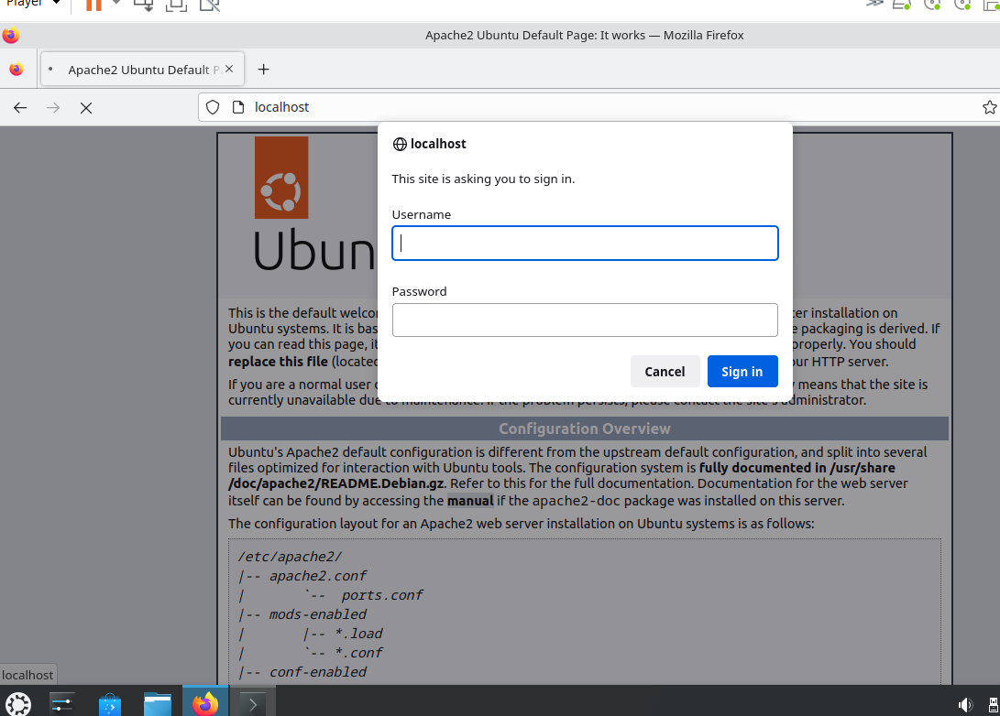 Player
Apache2 Ubuntu Default Page: It works — Mozilla Firefox
Apache2 Ubuntu Default P
localhost
localhost
This site is asking you to sign in.
Username
Password
Cancel Sign in
Ubun
This is the default welco er installation on
Ubuntu systems. It is bas e packaging is derived. If
you can read this page, it properly. You should
replace this file (located ur HTTP server.
If you are a normal user o y means that the site is
currently unavailable due to maintenance. If the problem persists, please contact the site's administrator.
Configuration Overview
Ubuntu's Apache2 default configuration is different from the upstream default configuration, and split into several
files optimized for interaction with Ubuntu tools. The configuration system is fully documented in /usr/share
/doc/apache2/README.Debian.gz. Refer to this for the full documentation. Documentation for the web server
itself can be found by accessing the manual if the apache2-doc package was installed on this server.
The configuration layout for an Apache2 web server installation on Ubuntu systems is as follows:
/etc/apache2/
|-- apache2.conf
|       `--  ports.conf
|-- mods-enabled
|       |-- *.load
|       `-- *.conf
|-- conf-enabled
localhost